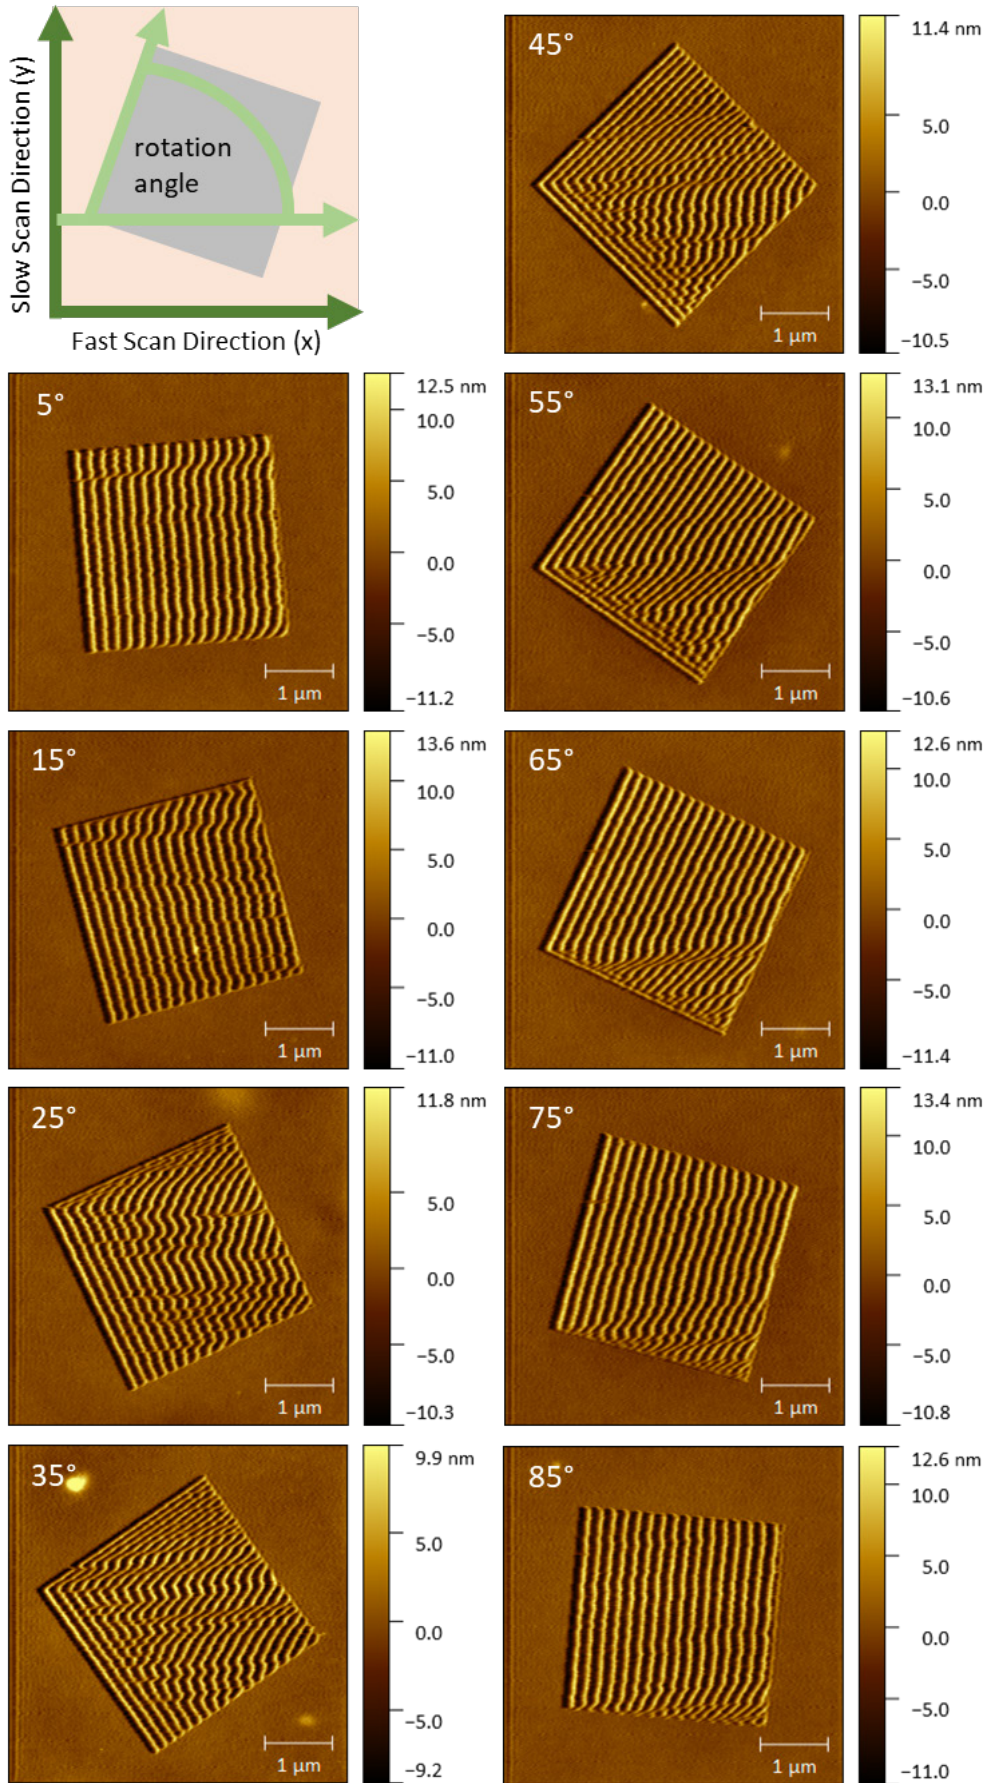 Slow Scan Direction (y)
rotation
angle
Fast Scan Direction (x)
45°
11.4 nm
5.0
0.0
−5.0
−10.5
1 µm
5°
12.5 nm
10.0
5.0
0.0
−5.0
−11.2
1 µm
55°
13.1 nm
10.0
5.0
0.0
−5.0
−10.6
1 µm
15°
13.6 nm
10.0
5.0
0.0
−5.0
−11.0
1 µm
65°
12.6 nm
10.0
5.0
0.0
−5.0
−11.4
1 µm
25°
11.8 nm
5.0
0.0
−5.0
−10.3
1 µm
75°
13.4 nm
10.0
5.0
0.0
−5.0
−10.8
1 µm
35°
9.9 nm
5.0
0.0
−5.0
−9.2
1 µm
85°
12.6 nm
10.0
5.0
0.0
−5.0
−11.0
1 µm